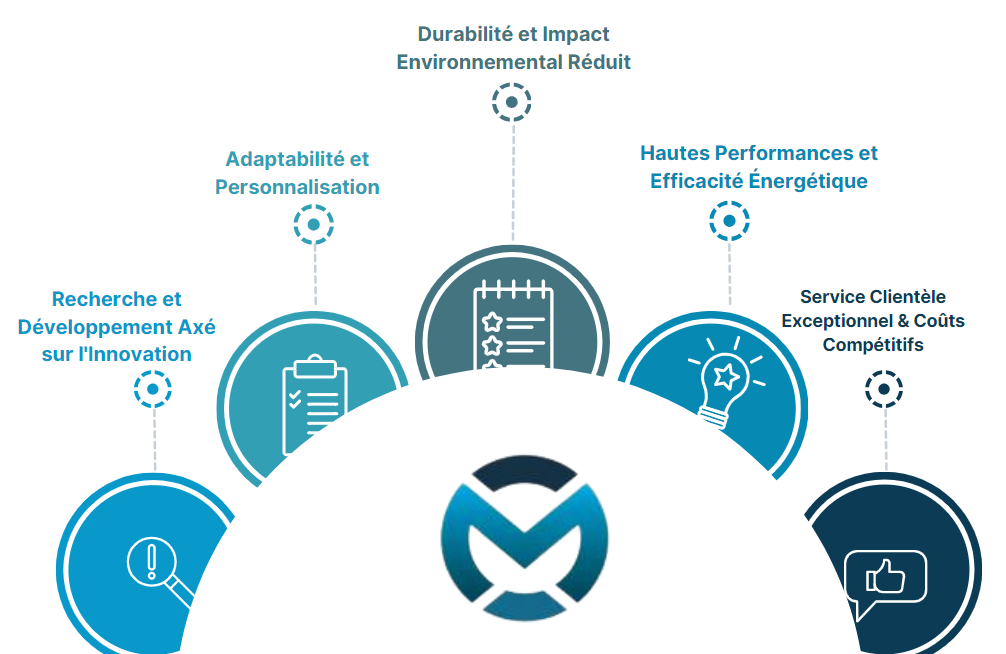 Durabilité et Impact
Environnemental Réduit
Adaptabilité et
Personnalisation
Hautes Performances et
Efficacité Énergétique
Recherche et
Développement Axé
sur l'Innovation
Service Clientèle
Exceptionnel & Coûts
Compétitifs